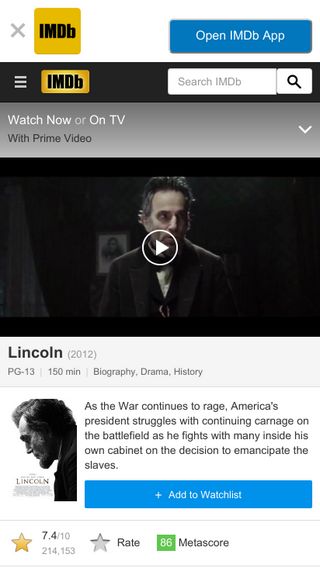 IMDb
Open IMDb App
IMDb
Search IMDb
Watch Now or On TV
With Prime Video
Lincoln (2012)
PG-13 | 150 min | Biography, Drama, History
As the War continues to rage, America's
president struggles with continuing carnage on
the battlefield as he fights with many inside his
own cabinet on the decision to emancipate the
slaves.
LINCOLN
+ Add to Watchlist
7.4/10
214,153
Rate
86 Metascore